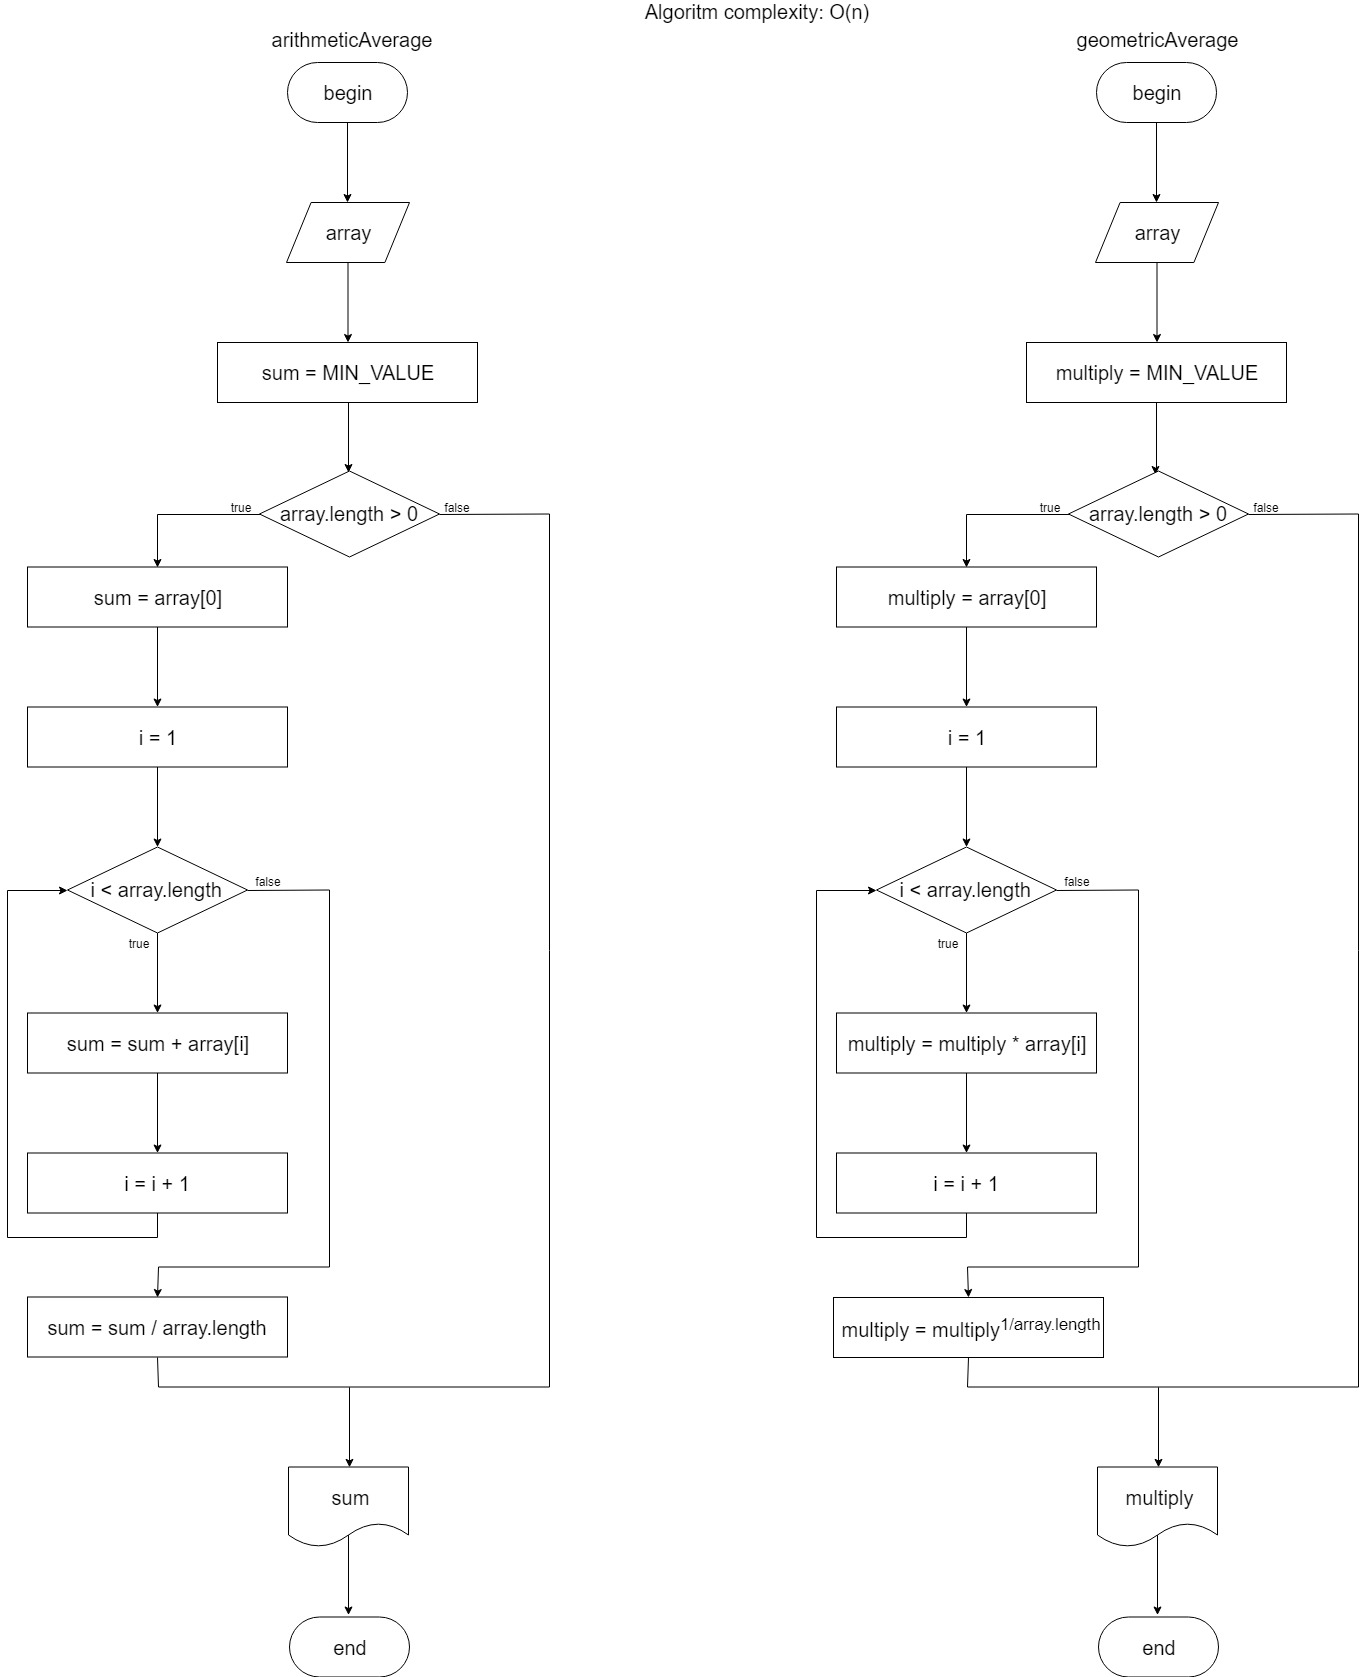 Algoritm complexity: O(n)
arithmeticAverage
begin
array
sum = MIN_VALUE
array.length > 0
true
false
sum = array[0]
i = 1
i < array.length
false
true
sum = sum + array[i]
i = i + 1
sum = sum / array.length
sum
end
geometricAverage
begin
array
multiply = MIN_VALUE
array.length > 0
true
false
multiply = array[0]
i = 1
i < array.length
false
true
multiply = multiply * array[i]
i = i + 1
multiply = multiply^1/array.length
multiply
end